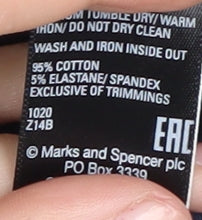 TUMBLE DRY/WARM
IRON/ DO NOT DRY CLEAN
WASH AND IRON INSIDE OUT
95% COTTON
5% ELASTANE/ SPANDEX
EXCLUSIVE OF TRIMMINGS
1020
Z14B
EAC
© Marks and Spencer plc
PO Box 3339